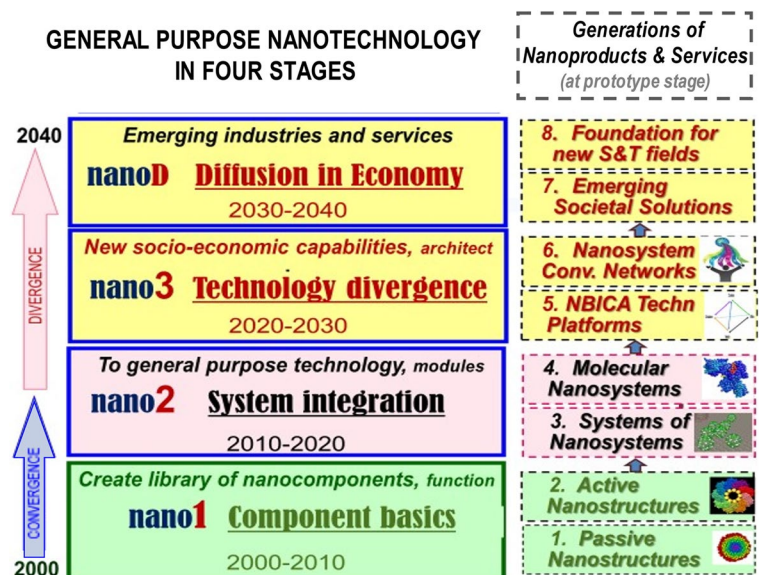 GENERAL PURPOSE NANOTECHNOLOGY
IN FOUR STAGES
Generations of
Nanoproducts & Services
(at prototype stage)
2040
DIVERGENCE
CONVERGENCE
2000
Emerging industries and services
nanoD Diffusion in Economy
2030-2040
New socio-economic capabilities, architect
nano3 Technology divergence
2020-2030
To general purpose technology, modules
nano2 System integration
2010-2020
Create library of nanocomponents, function
nano1 Component basics
2000-2010
8. Foundation for
new S&T fields
7. Emerging
Societal Solutions
6. Nanosystem
Conv. Networks
5. NBICA Techn
Platforms
4. Molecular
Nanosystems
3. Systems of
Nanosystems
2. Active
Nanostructures
1. Passive
Nanostructures